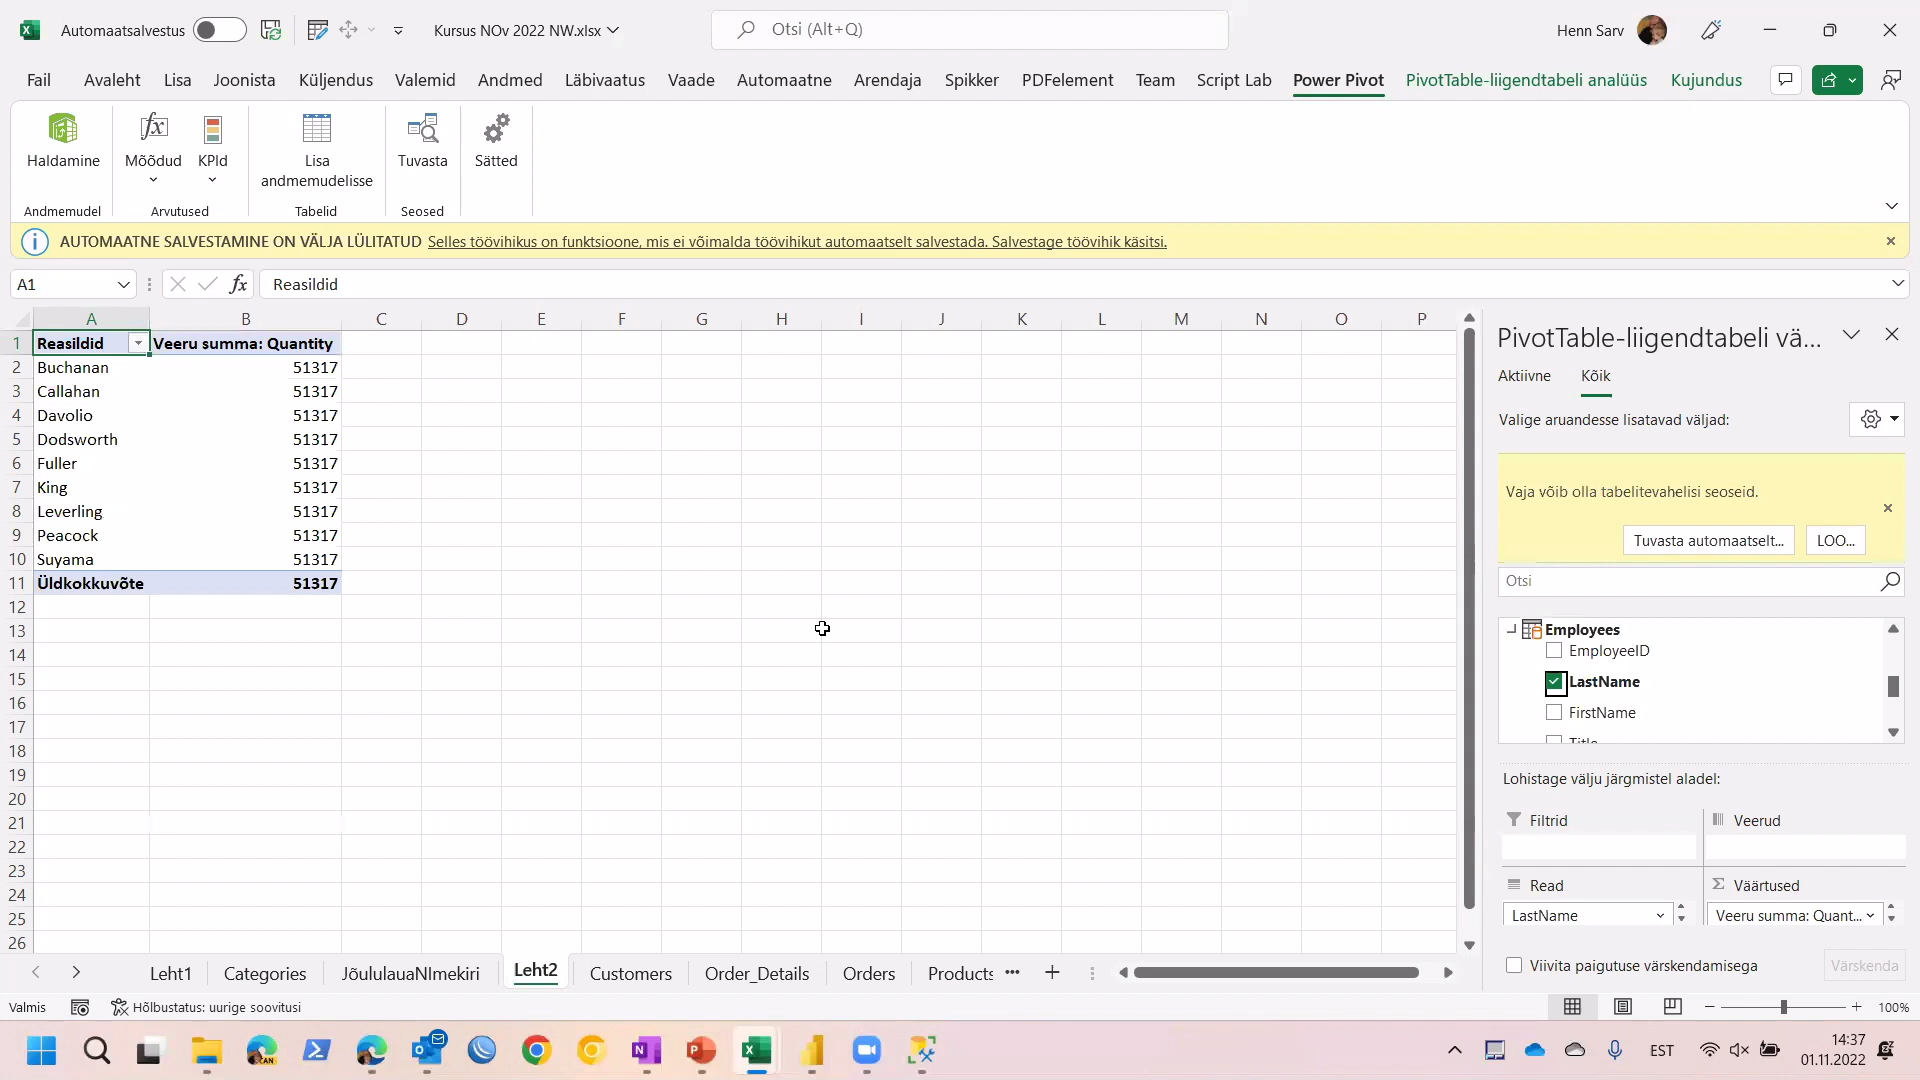 Automaatsalvestus
Kursus NOv 2022 NW.xlsx
Otsi (Alt+Q)
Henn Sarv
Fail Avaleht Lisa Joonista Küljendus Valemid Andmed Läbivaatus Vaade Automaatne Arendaja Spikker PDFelement Team Script Lab Power Pivot PivotTable-liigendtabeli analüüs Kujundus
Haldamine
Mõõdud
KPId
Lisa
andmemudelisse
Tuvasta
Sätted
Andmemudel Arvutused Tabelid Seosed
AUTOMAATNE SALVESTAMINE ON VÄLJA LÜLITATUD Selles töövihikus on funktsioone, mis ei võimalda töövihikut automaatselt salvestada. Salvestage töövihik käsitsi.
A1 fx Reasildid
A B C D E F G H I J K L M N O P
1 Reasildid Veeru summa: Quantity
2 Buchanan 51317
3 Callahan 51317
4 Davolio 51317
5 Dodsworth 51317
6 Fuller 51317
7 King 51317
8 Leverling 51317
9 Peacock 51317
10 Suyama 51317
11 Üldkokkuvõte 51317
12
13
14
15
16
17
18
19
20
21
22
23
24
25
26
PivotTable-liigendtabeli vä...
Aktiivne Kõik
Valige aruandesse lisatavad väljad:
Vaja võib olla tabelitevahelisi seoseid.
Tuvasta automaatselt... LOO...
Otsi
Employees
EmployeeID
LastName
FirstName
Title
Lohistage välju järgmistel aladel:
Filtrid
Veerud
Read
Väärtused
LastName
Veeru summa: Quant...
Viivita paigutuse värskendamisega
Värskenda
Leht1 Categories JõululauaNImekiri Leht2 Customers Order_Details Orders Products ...
Valmis Hõlbustatus: uurige soovitusi
100%
CAN
EST
14:37
01.11.2022